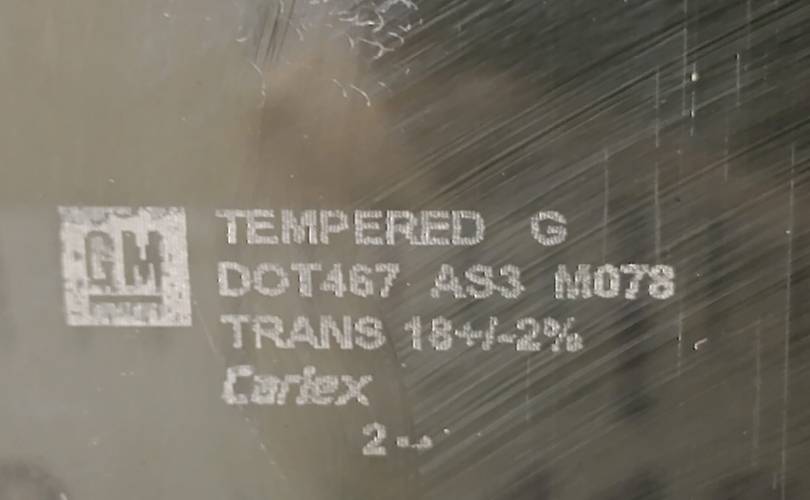 GM
TEMPERED G
DOT467 AS3 M078
TRANS 18+/-2%
Carlex
2